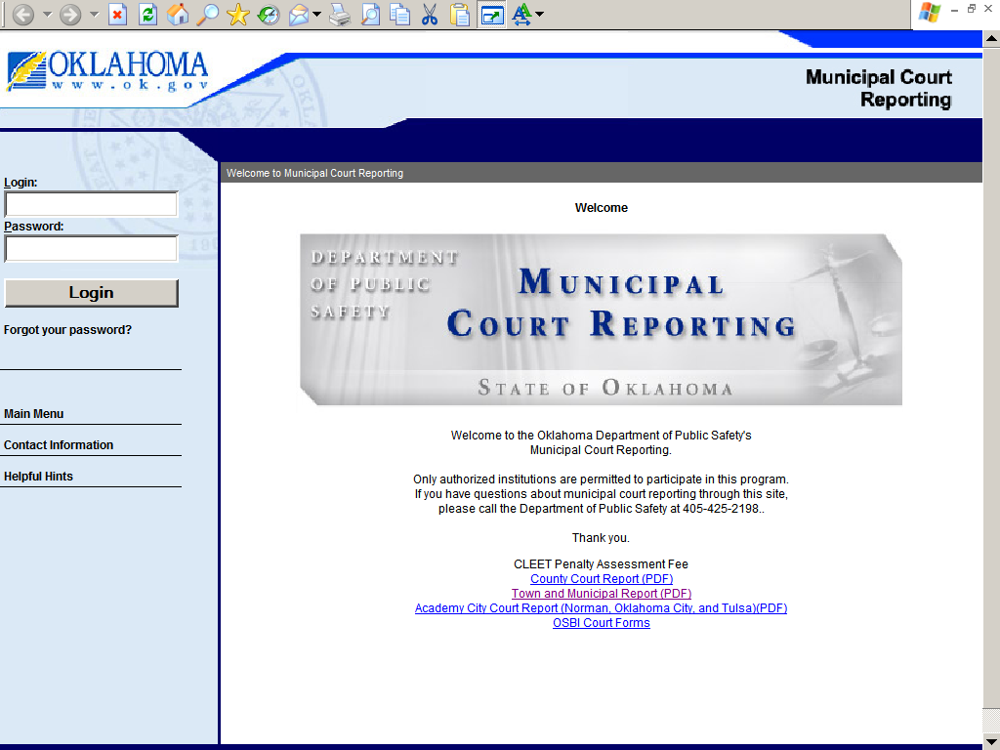 OKLAHOMA
www.ok.gov
Municipal Court
Reporting
Login:
Password:
Login
Forgot your password?
Main Menu
Contact Information
Helpful Hints
Welcome to Municipal Court Reporting
Welcome
DEPARTMENT
OF PUBLIC
SAFETY
MUNICIPAL
COURT REPORTING
STATE OF OKLAHOMA
Welcome to the Oklahoma Department of Public Safety's
Municipal Court Reporting.
Only authorized institutions are permitted to participate in this program.
If you have questions about municipal court reporting through this site,
please call the Department of Public Safety at 405-425-2198..
Thank you.
CLEET Penalty Assessment Fee
County Court Report (PDF)
Town and Municipal Report (PDF)
Academy City Court Report (Norman, Oklahoma City, and Tulsa)(PDF)
OSBI Court Forms